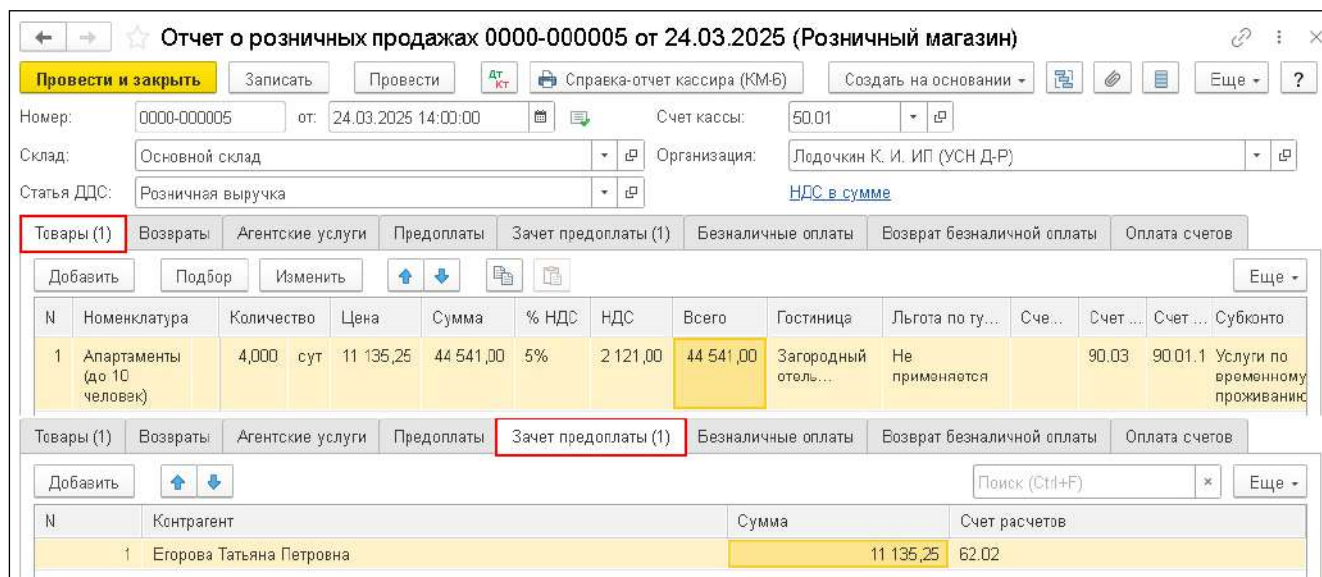 Отчет о розничных продажах 0000-000005 от 24.03.2025 (Розничный магазин)
Провести и закрыть Записать Провести Дт Кт Справка-отчет кассира (КМ-6) Создать на основании Еще ?
Номер: 0000-000005 от: 24.03.2025 14:00:00 Счет кассы: 50.01
Склад: Основной склад Организация: Лодочкин К. И. ИП (УСН Д-Р)
Статья ДДС: Розничная выручка НДС в сумме
Товары (1) Возвраты Агентские услуги Предоплаты Зачет предоплаты (1) Безналичные оплаты Возврат безналичной оплаты Оплата счетов
Добавить Подбор Изменить Еще
N Номенклатура Количество Цена Сумма % НДС НДС Всего Гостиница Льгота по ту... Сче... Счет ... Счет ... Субконто
1 Апартаменты 4,000 сут 11 135,25 44 541,00 5% 2 121,00 44 541,00 Загородный Не 90.03 90.01.1 Услуги по
(до 10 отель... применяется временному
человек) проживанию
Товары (1) Возвраты Агентские услуги Предоплаты Зачет предоплаты (1) Безналичные оплаты Возврат безналичной оплаты Оплата счетов
Добавить Поиск (Ctrl+F) × Еще
N Контрагент Сумма Счет расчетов
1 Егорова Татьяна Петровна 11 135,25 62.02